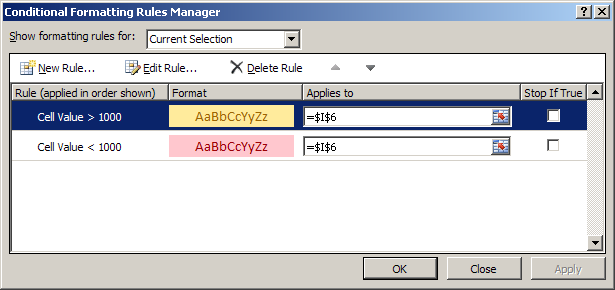 Conditional Formatting Rules Manager
Show formatting rules for: Current Selection
New Rule... Edit Rule... Delete Rule
Rule (applied in order shown) Format Applies to Stop If True
Cell Value > 1000 AaBbCcYyZz =$I$6
Cell Value < 1000 AaBbCcYyZz =$I$6
OK Close Apply